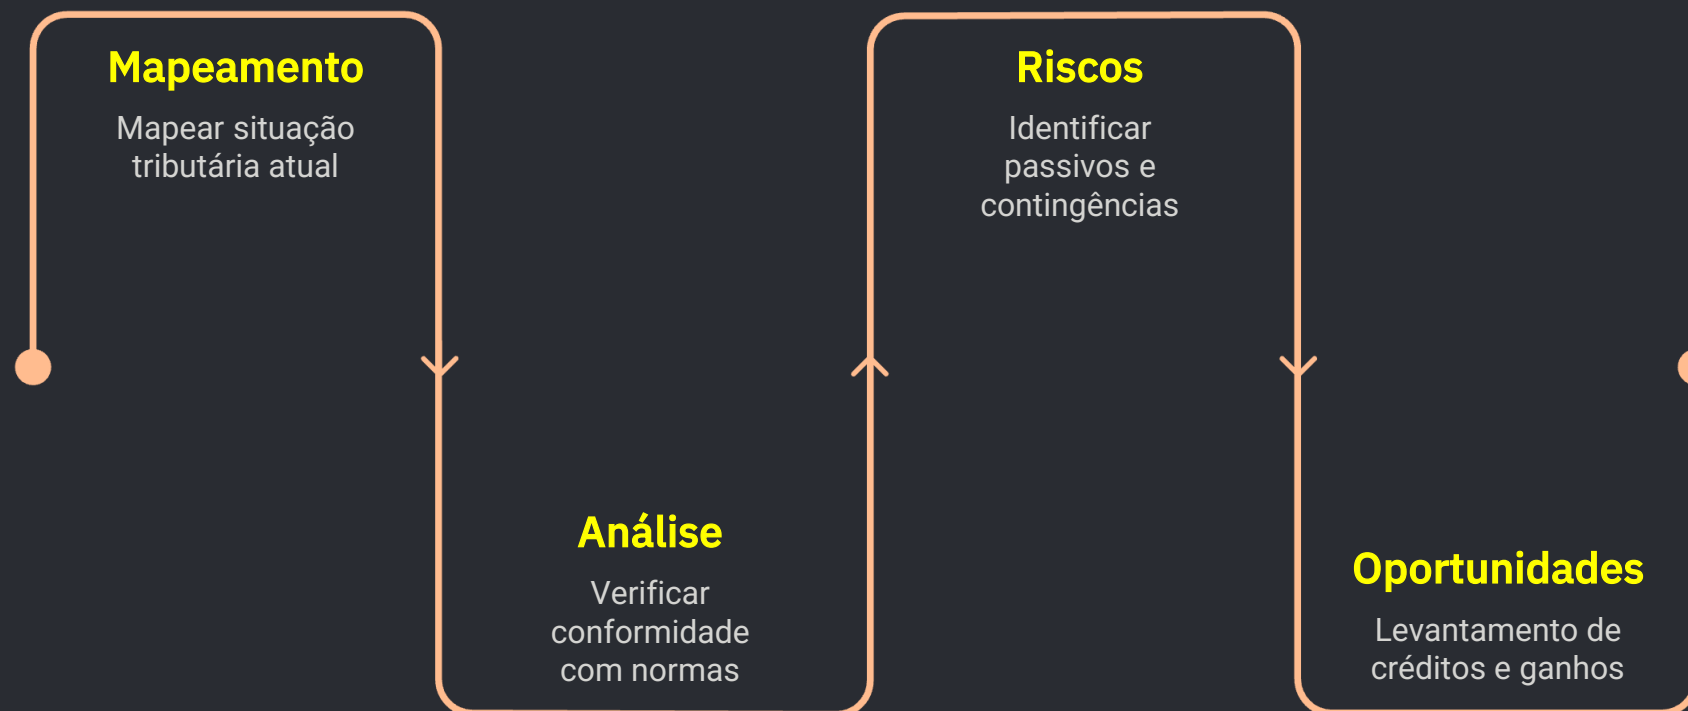 Mapeamento
Mapear situação
tributária atual
Análise
Verificar
conformidade
com normas
Riscos
Identificar
passivos e
contingências
Oportunidades
Levantamento de
créditos e ganhos